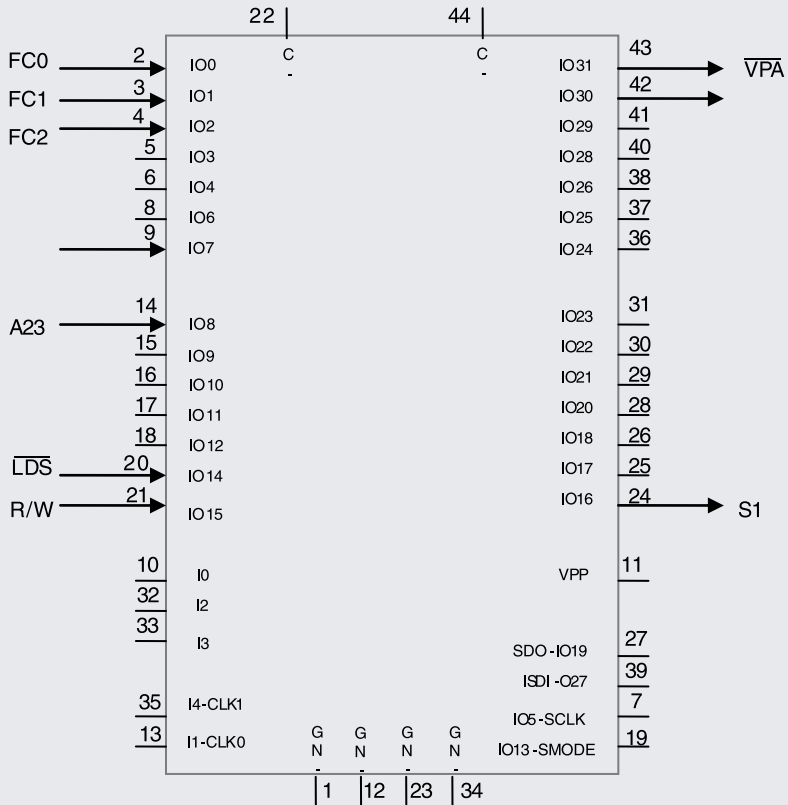 22 44
FC0 2 IO0 C - C - IO31 43 VPA
FC1 3 IO1 IO30 42
FC2 4 IO2 IO29 41
5 IO3 IO28 40
6 IO4 IO26 38
8 IO6 IO25 37
9 IO7 IO24 36
A23 14 IO8 IO23 31
15 IO9 IO22 30
16 IO10 IO21 29
17 IO11 IO20 28
18 IO12 IO18 26
LDS 20 IO14 IO17 25
R/W 21 IO15 IO16 24 S1
10 I0 VPP 11
32 I2
33 I3 SDO-IO19 27
ISDI-O27 39
35 I4-CLK1 IO5-SCLK 7
13 I1-CLK0 IO13-SMODE 19
G G G G
N N N N
- - - -
1 12 23 34